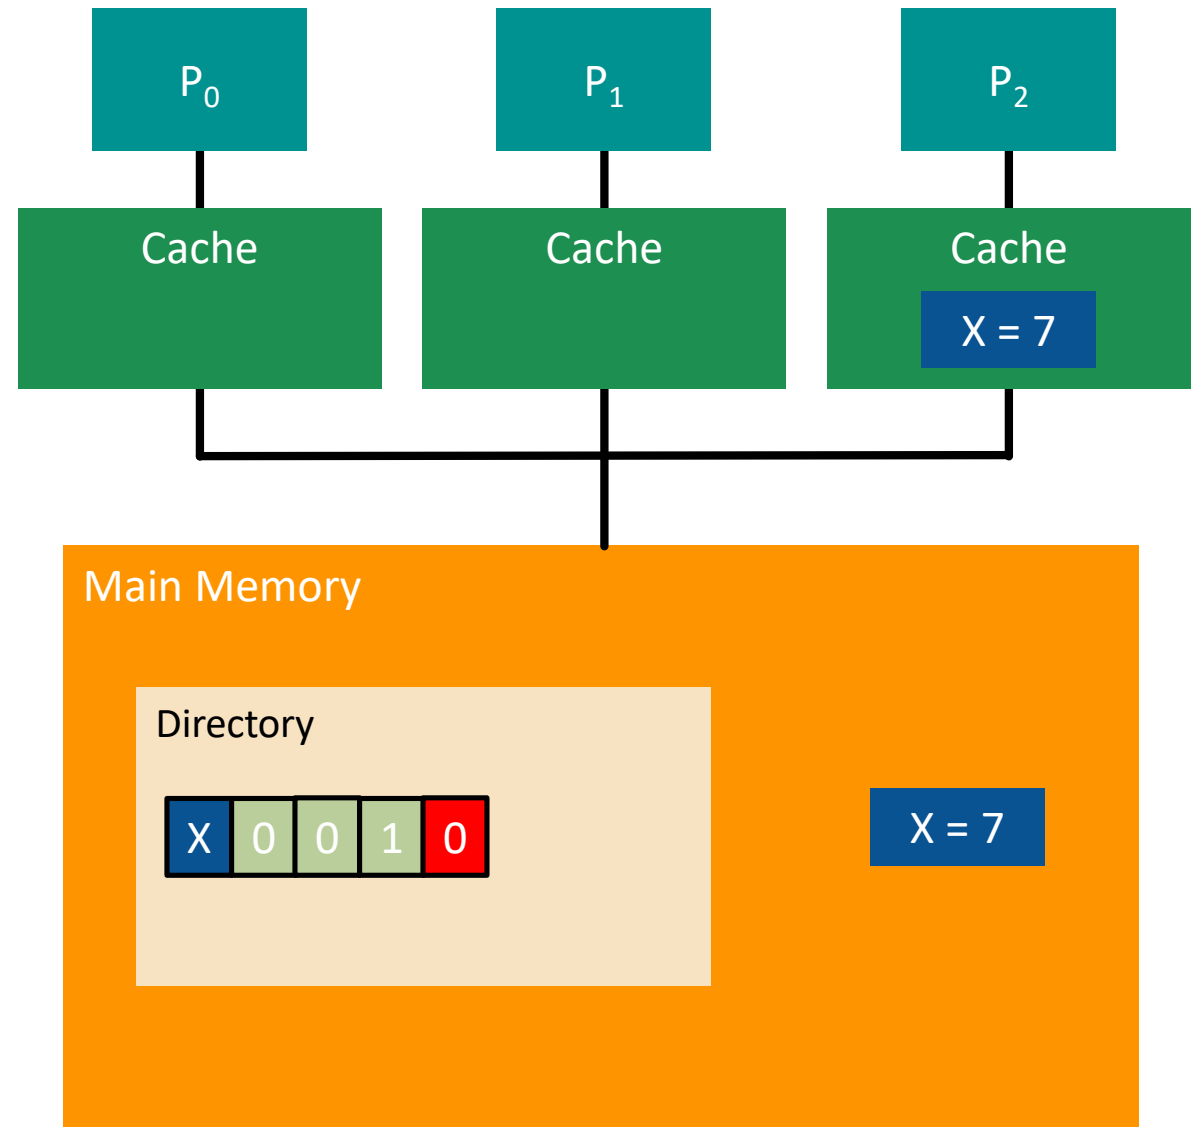 P₀ P₁ P₂
Cache Cache Cache
X = 7
Main Memory
Directory
X 0 0 1 0
X = 7